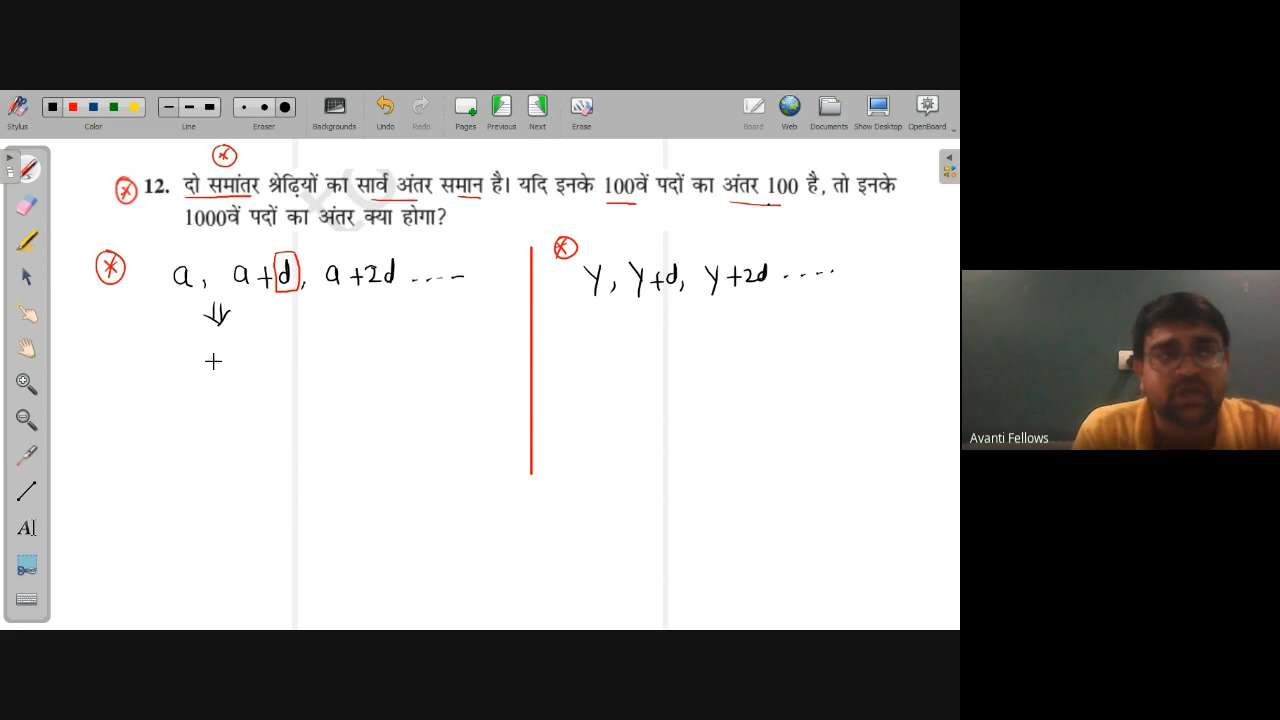 Stylus Color Line Eraser Backgrounds Undo Redo Pages Previous Next Erase Board Web Documents Show Desktop OpenBoard
12. दो समांतर श्रेढ़ियों का सार्व अंतर समान है। यदि इनके 100वें पदों का अंतर 100 है, तो इनके
1000वें पदों का अंतर क्या होगा?
a, a+d, a+2d ..... y, y+d, y+2d .....
Avanti Fellows